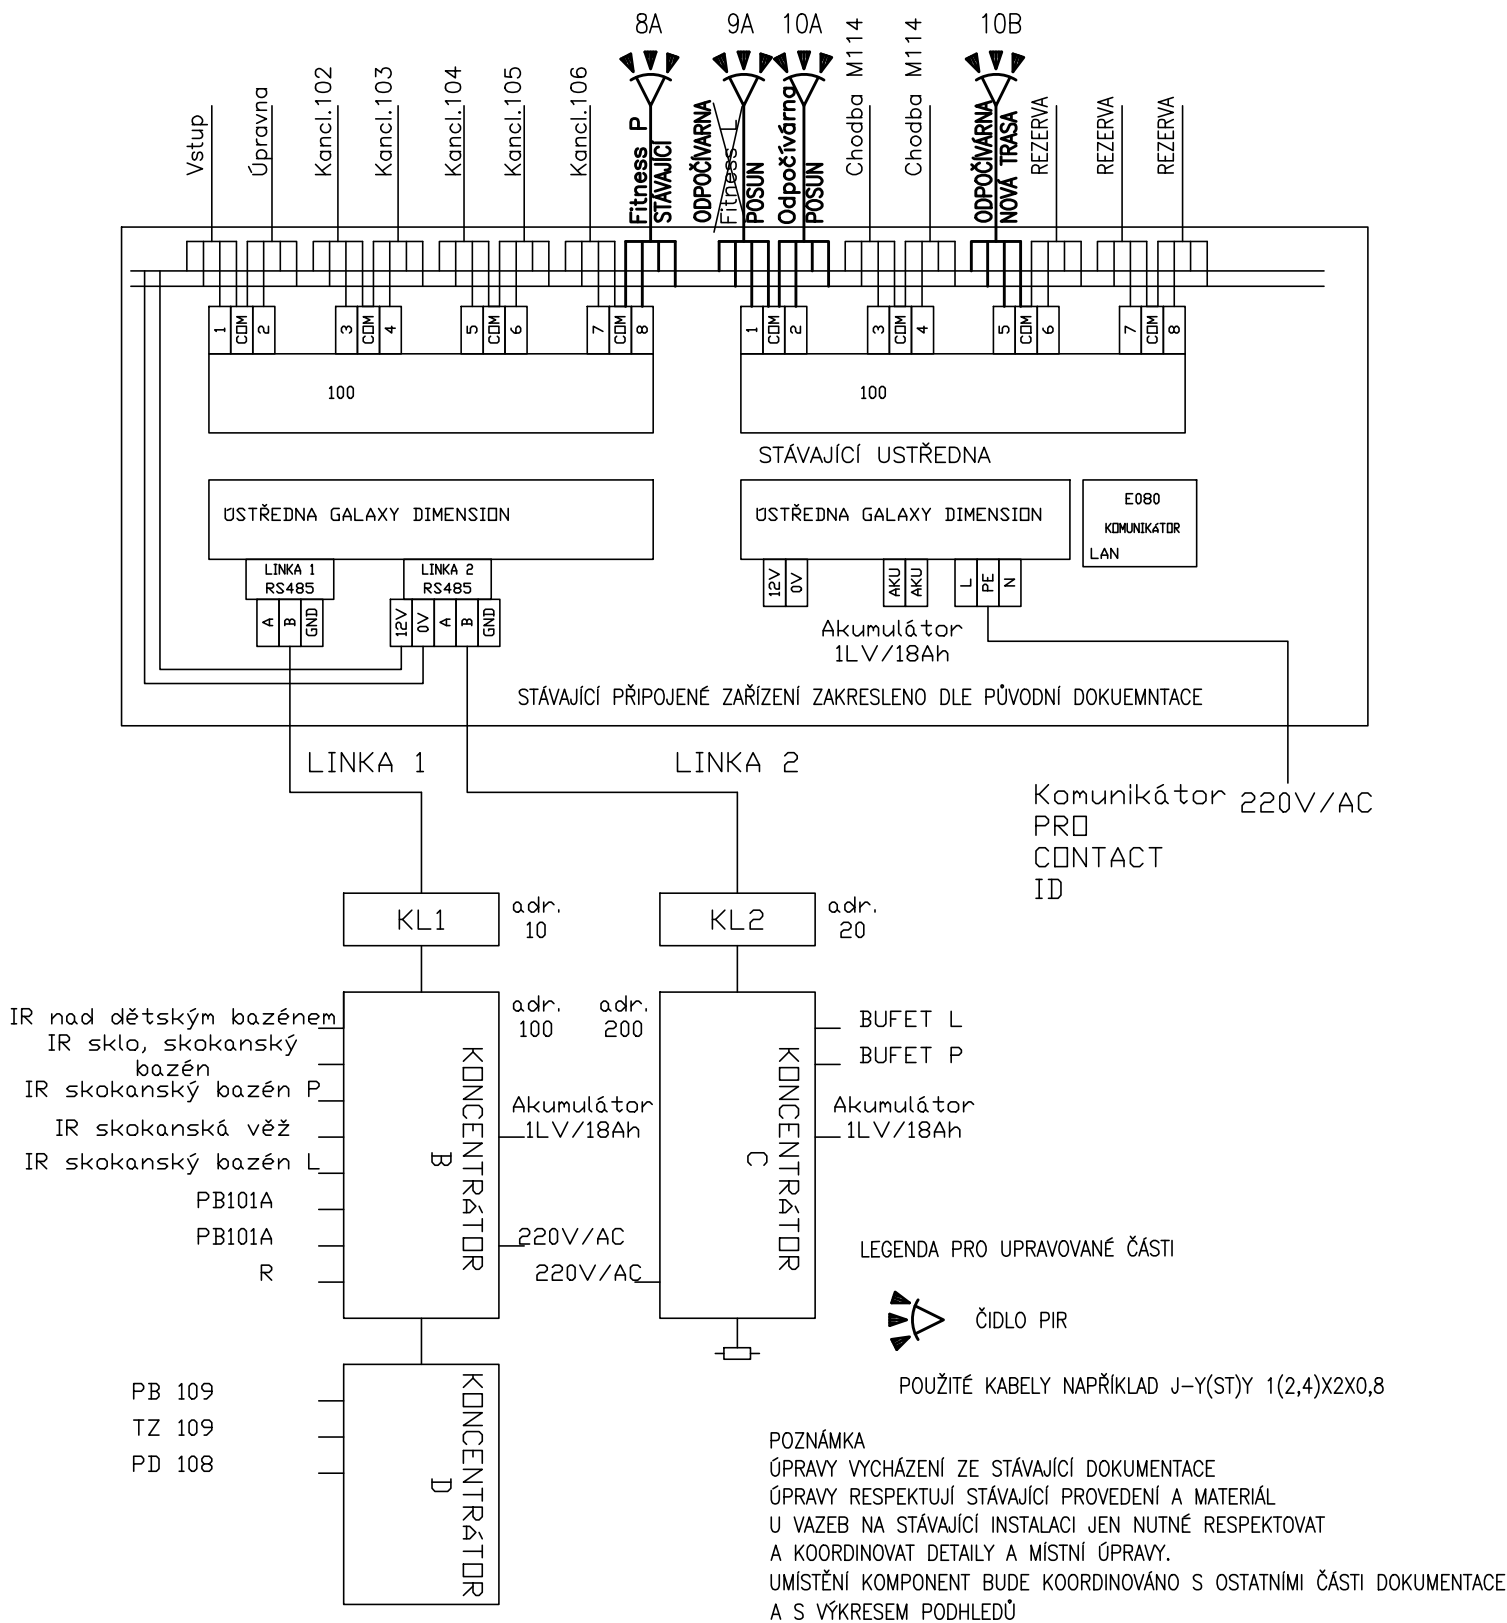 8A
9A
10A
10B
Vstup
Úpravna
Kancl.102
Kancl.103
Kancl.104
Kancl.105
Kancl.106
Fitness P
STÁVAJÍCÍ
ODPOČÍVARNA
Fitness L
POSUN
Odpočívárna
POSUN
Chodba M114
Chodba M114
ODPOČÍVÁRNA
NOVÁ TRASA
REZERVA
REZERVA
REZERVA
1 COM 2
3 COM 4
5 COM 6
7 COM 8
1 COM 2
3 COM 4
5 COM 6
7 COM 8
100
100
STÁVAJÍCÍ USTŘEDNA
ÚSTŘEDNA GALAXY DIMENSION
ÚSTŘEDNA GALAXY DIMENSION
E080
KOMUNIKÁTOR
LAN
LINKA 1
RS485
LINKA 2
RS485
A B GND
12V 0V A B GND
12V 0V
AKU AKU
L PE N
Akumulátor
1LV/18Ah
STÁVAJÍCÍ PŘIPOJENÉ ZAŘÍZENÍ ZAKRESLENO DLE PŮVODNÍ DOKUEMNTACE
LINKA 1
LINKA 2
Komunikátor
PRO
CONTACT
ID
220V/AC
KL1
adr.
10
KL2
adr.
20
IR nad dětským bazénem
IR sklo, skokanský
bazén
IR skokanský bazén P
IR skokanská věž
IR skokanský bazén L
PB101A
PB101A
R
KONCENTRÁTOR
B
adr.
100
Akumulátor
1LV/18Ah
220V/AC
adr.
200
220V/AC
KONCENTRÁTOR
C
BUFET L
BUFET P
Akumulátor
1LV/18Ah
LEGENDA PRO UPRAVOVANÉ ČÁSTI
ČIDLO PIR
POUŽITÉ KABELY NAPŘÍKLAD J-Y(ST)Y 1(2,4)X2X0,8
PB 109
TZ 109
PD 108
KONCENTRÁTOR
D
POZNÁMKA
ÚPRAVY VYCHÁZENÍ ZE STÁVAJÍCÍ DOKUMENTACE
ÚPRAVY RESPEKTUJÍ STÁVAJÍCÍ PROVEDENÍ A MATERIÁL
U VAZEB NA STÁVAJÍCÍ INSTALACI JEN NUTNÉ RESPEKTOVAT
A KOORDINOVAT DETAILY A MÍSTNÍ ÚPRAVY.
UMÍSTĚNÍ KOMPONENT BUDE KOORDINOVÁNO S OSTATNÍMI ČÁSTI DOKUMENTACE
A S VÝKRESEM PODHLEDŮ